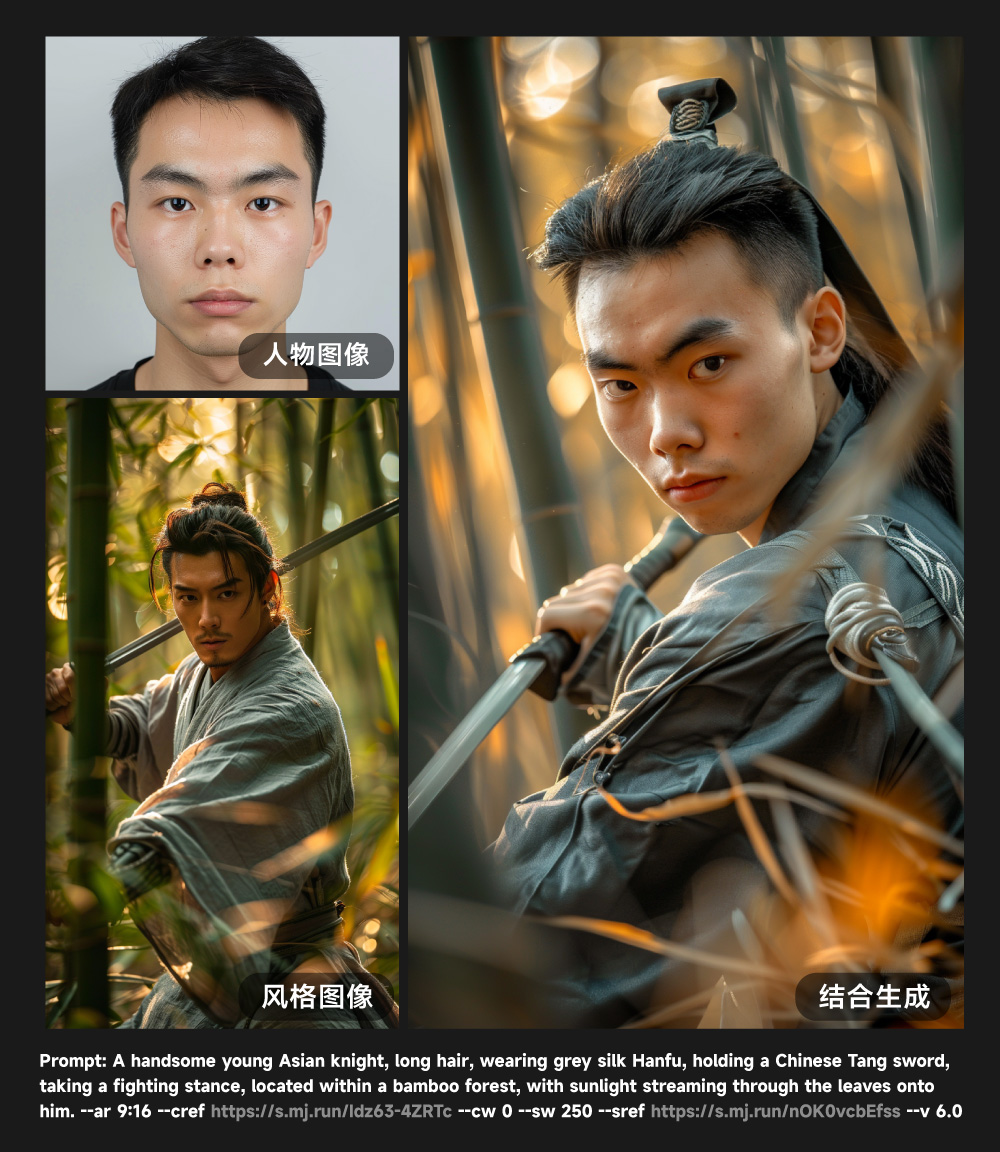 人物图像
风格图像
结合生成
Prompt: A handsome young Asian knight, long hair, wearing grey silk Hanfu, holding a Chinese Tang sword,
taking a fighting stance, located within a bamboo forest, with sunlight streaming through the leaves onto
him. --ar 9:16 --cref https://s.mj.run/Idz63-4ZRTc --cw 0 --sw 250 --sref https://s.mj.run/nOK0vcbEfss --v 6.0